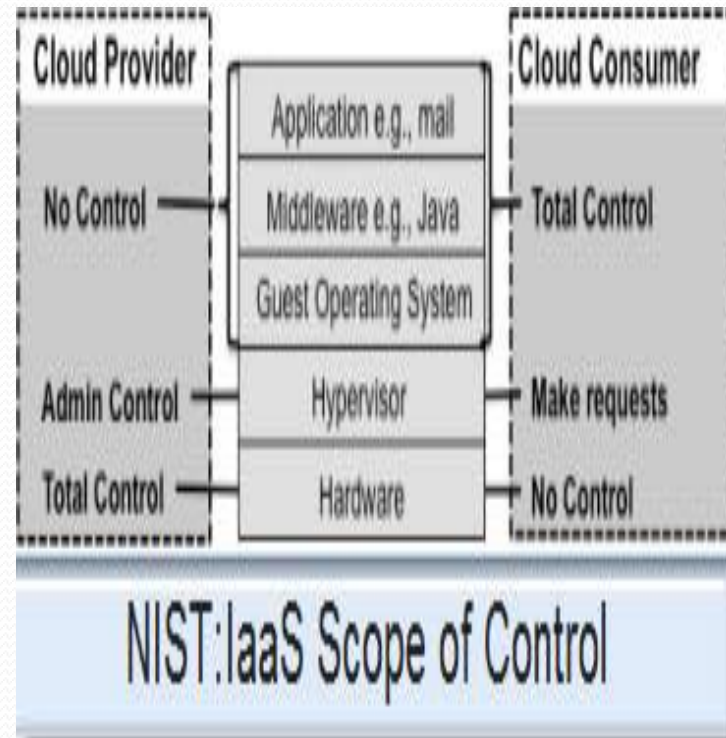 Cloud Provider
Cloud Consumer
Application e.g., mail
No Control
Middleware e.g., Java
Total Control
Guest Operating System
Admin Control
Hypervisor
Make requests
Total Control
Hardware
No Control
NIST:IaaS Scope of Control